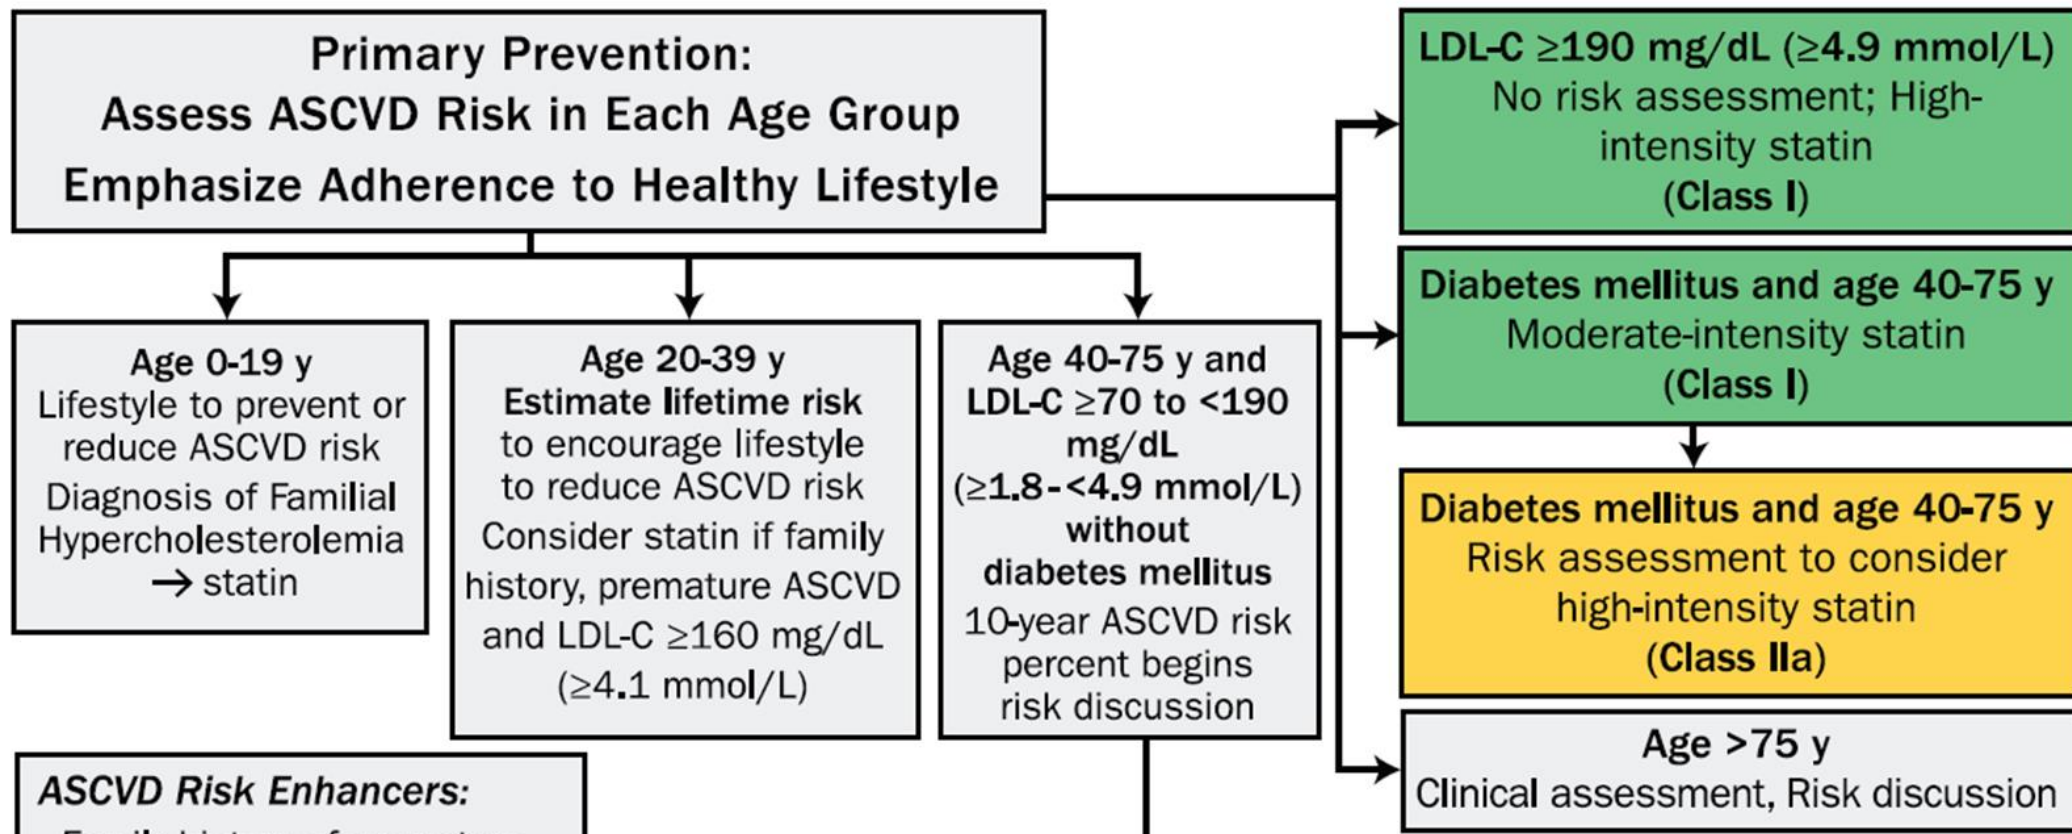 Primary Prevention:
Assess ASCVD Risk in Each Age Group
Emphasize Adherence to Healthy Lifestyle
LDL-C ≥190 mg/dL (≥4.9 mmol/L)
No risk assessment; High-
intensity statin
(Class I)
Diabetes mellitus and age 40-75 y
Moderate-intensity statin
(Class I)
Diabetes mellitus and age 40-75 y
Risk assessment to consider
high-intensity statin
(Class IIa)
Age >75 y
Clinical assessment, Risk discussion
Age 0-19 y
Lifestyle to prevent or
reduce ASCVD risk
Diagnosis of Familial
Hypercholesterolemia
→ statin
Age 20-39 y
Estimate lifetime risk
to encourage lifestyle
to reduce ASCVD risk
Consider statin if family
history, premature ASCVD
and LDL-C ≥160 mg/dL
(≥4.1 mmol/L)
Age 40-75 y and
LDL-C ≥70 to <190
mg/dL
(≥1.8-<4.9 mmol/L)
without
diabetes mellitus
10-year ASCVD risk
percent begins
risk discussion
ASCVD Risk Enhancers: